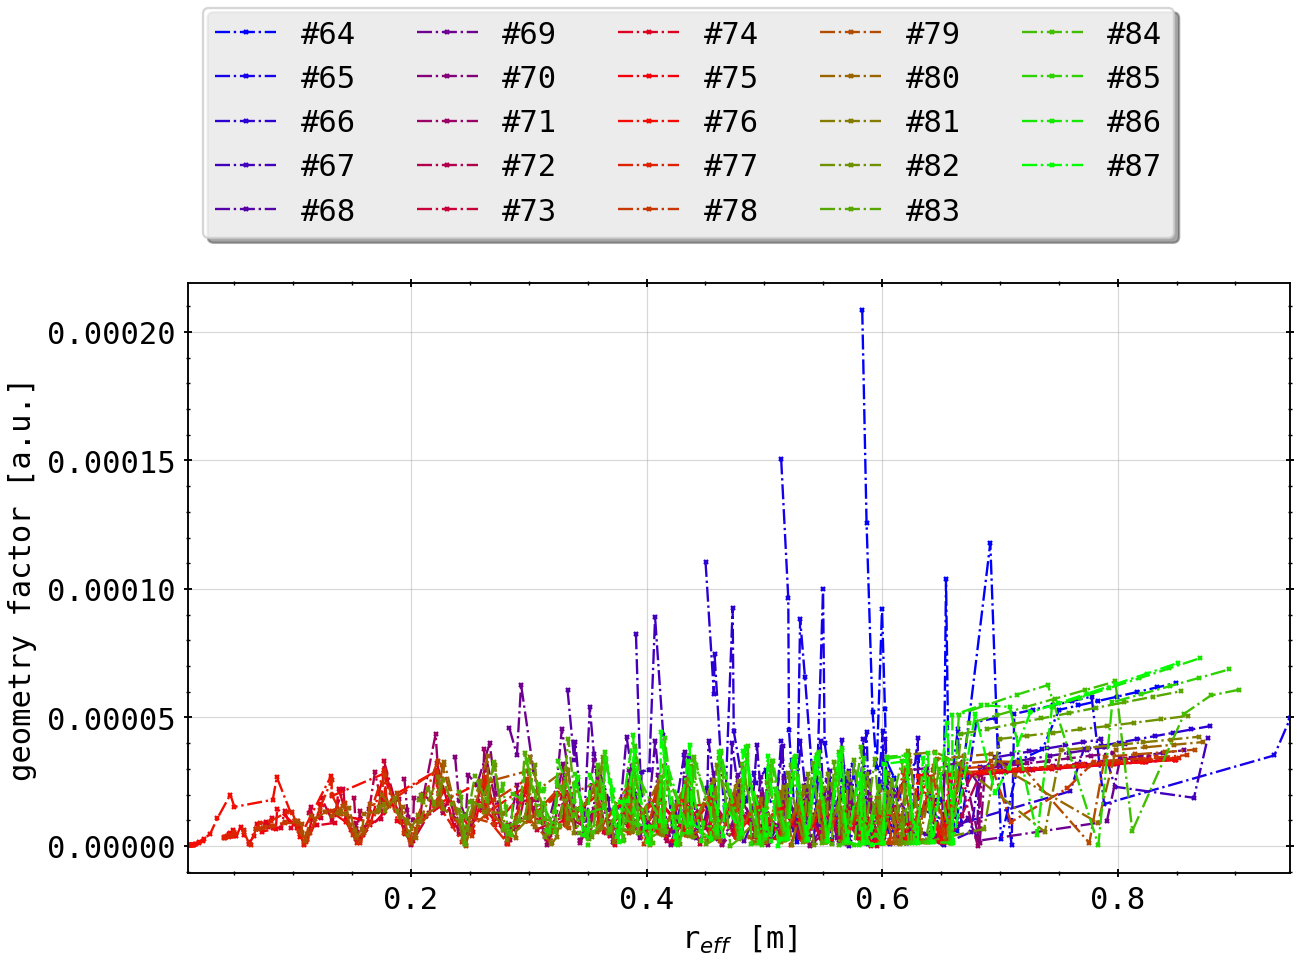 #64 #69 #74 #79 #84
#65 #70 #75 #80 #85
#66 #71 #76 #81 #86
#67 #72 #77 #82 #87
#68 #73 #78 #83
0.00020
0.00015
0.00010
0.00005
0.00000
geometry factor [a.u.]
0.2 0.4 0.6 0.8
r_eff [m]